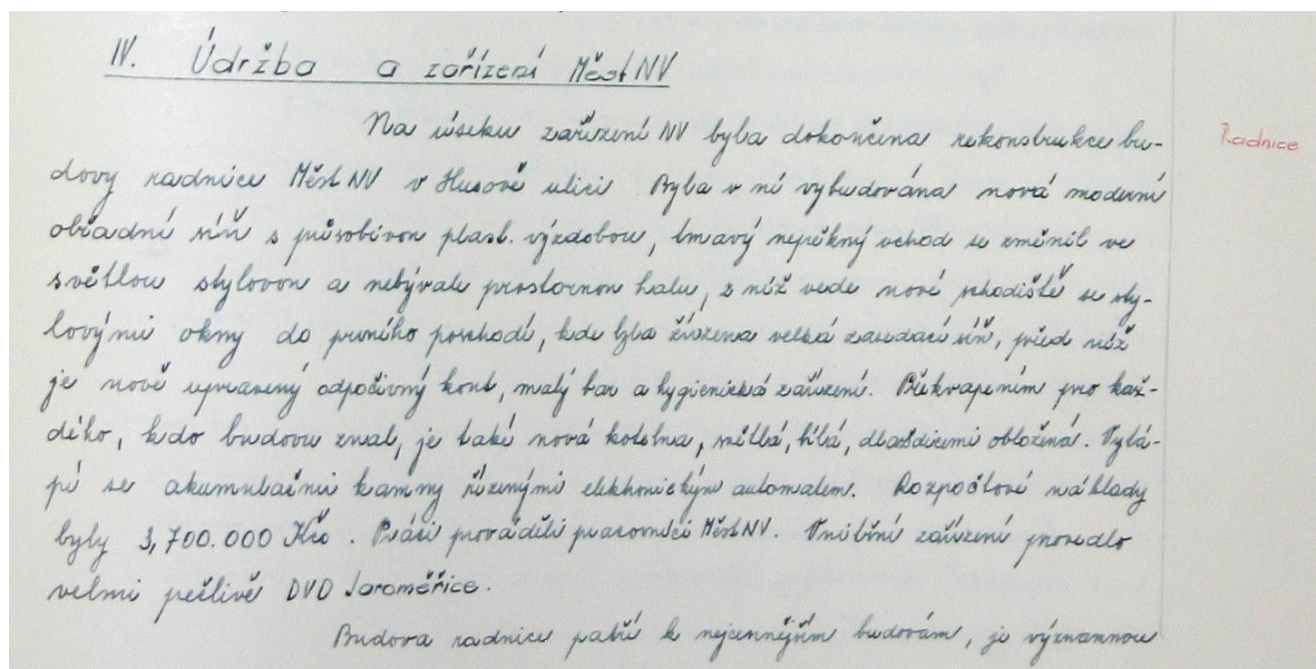 IV. Údržba a zařízení MěstNV
Na úseku zařízení NV byla dokončena rekonstrukce bu-
Radnice
dovy radnice MěstNV v Husově ulici Byla v ní vybudována nová moderní
obřadní síň s působivou plast. výzdobou, tmavý nepěkný vchod se změnil ve
světlou stylovou a nebývale prostornou halu, z níž vede nové schodiště se sty-
lovými okny do prvního poschodí, kde byla zřízena velká zasedací síň, před níž
je nově upravený odpočivný kout, malý bar a hygienická zařízení. Překvapením pro kaž-
dého, kdo budovu znal, je také nová kotelna, světlá, bílá, dlaždicemi obložená. Vytá-
pí se akumulačními kamny řízenými elektronickým automatem. Rozpočtové náklady
byly 3,700.000 Kčs. Práci prováděli pracovníci MěstNV. Vnitřní zařízení provedlo
velmi pečlivě DVD Jaroměřice.
Budova radnice patří k nejcennějším budovám, je významnou